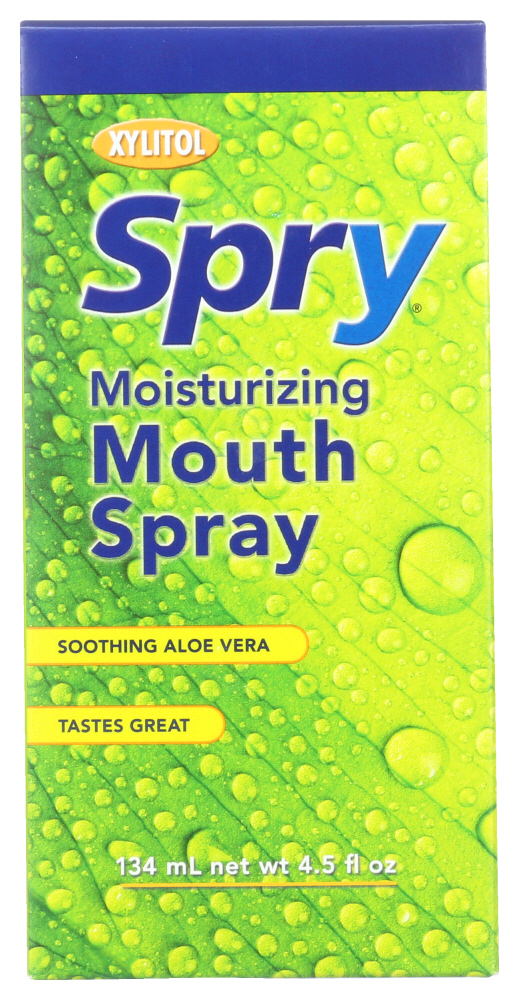 XYLITOL
Spry®
Moisturizing
Mouth
Spray
SOOTHING ALOE VERA
TASTES GREAT
134 mL net wt 4.5 fl oz